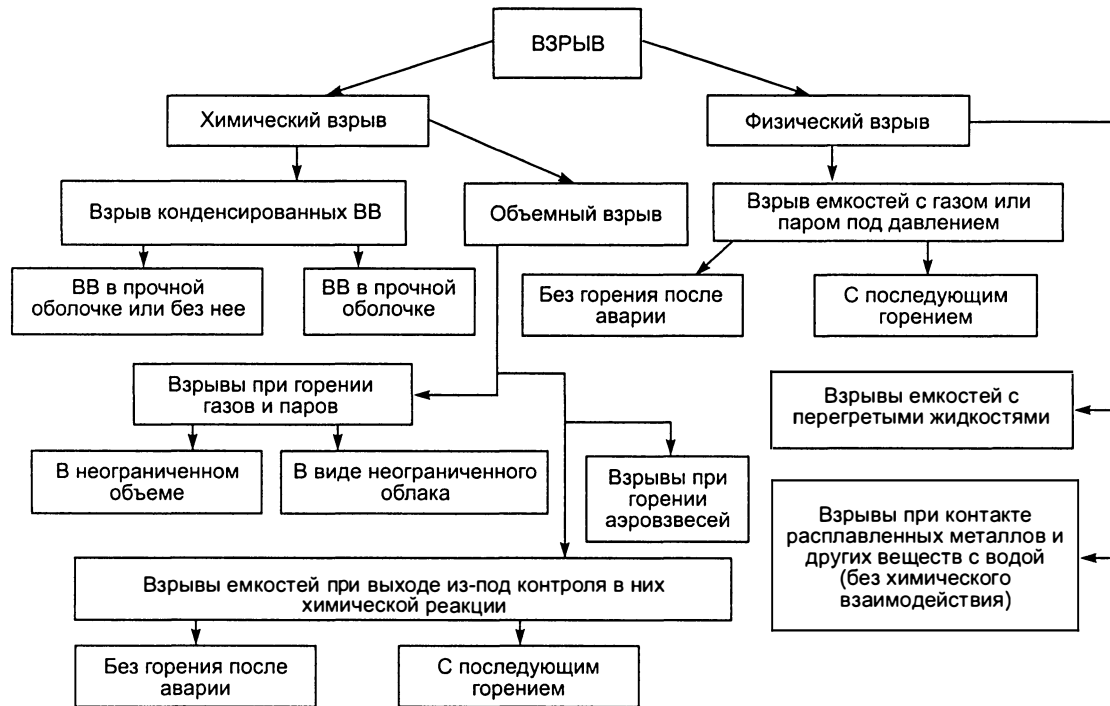 ВЗРЫВ
Химический взрыв
Физический взрыв
Взрыв конденсированных ВВ
Объемный взрыв
Взрыв емкостей с газом или
паром под давлением
ВВ в прочной
оболочке или без нее
ВВ в прочной
оболочке
Без горения после
аварии
С последующим
горением
Взрывы при горении
газов и паров
Взрывы емкостей с
перегретыми жидкостями
В неограниченном
объеме
В виде неограниченного
облака
Взрывы при
горении
аэровзвесей
Взрывы при контакте
расплавленных металлов и
других веществ с водой
(без химического
взаимодействия)
Взрывы емкостей при выходе из-под контроля в них
химической реакции
Без горения после
аварии
С последующим
горением